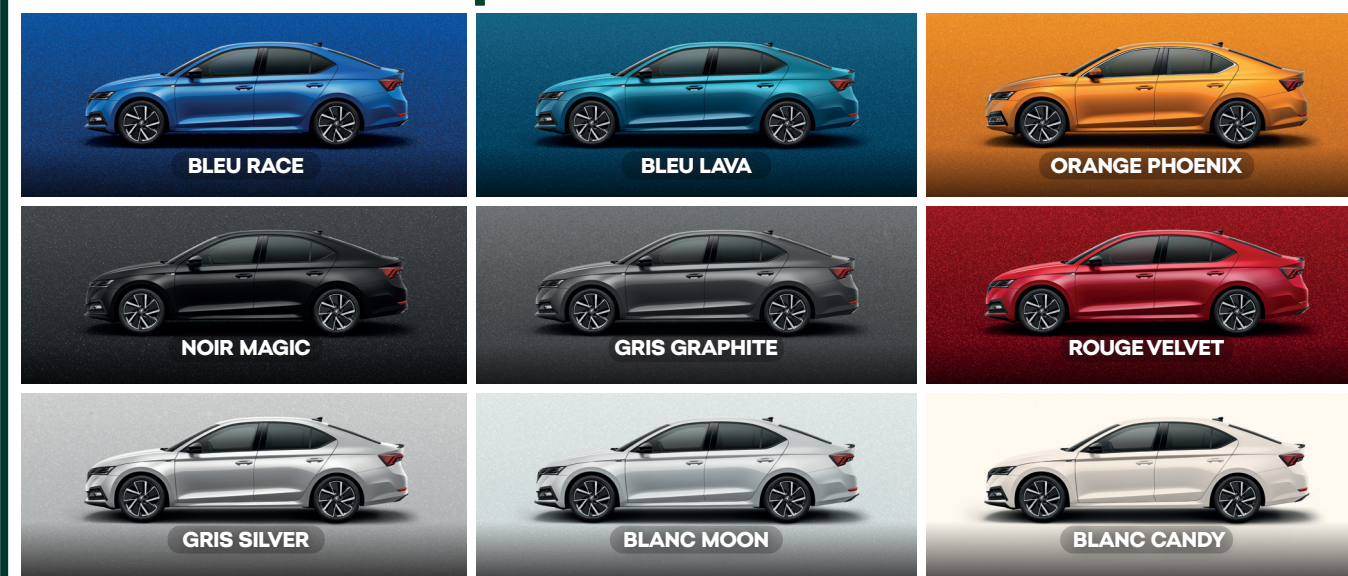 BLEU RACE
BLEU LAVA
ORANGE PHOENIX
NOIR MAGIC
GRIS GRAPHITE
ROUGE VELVET
GRIS SILVER
BLANC MOON
BLANC CANDY